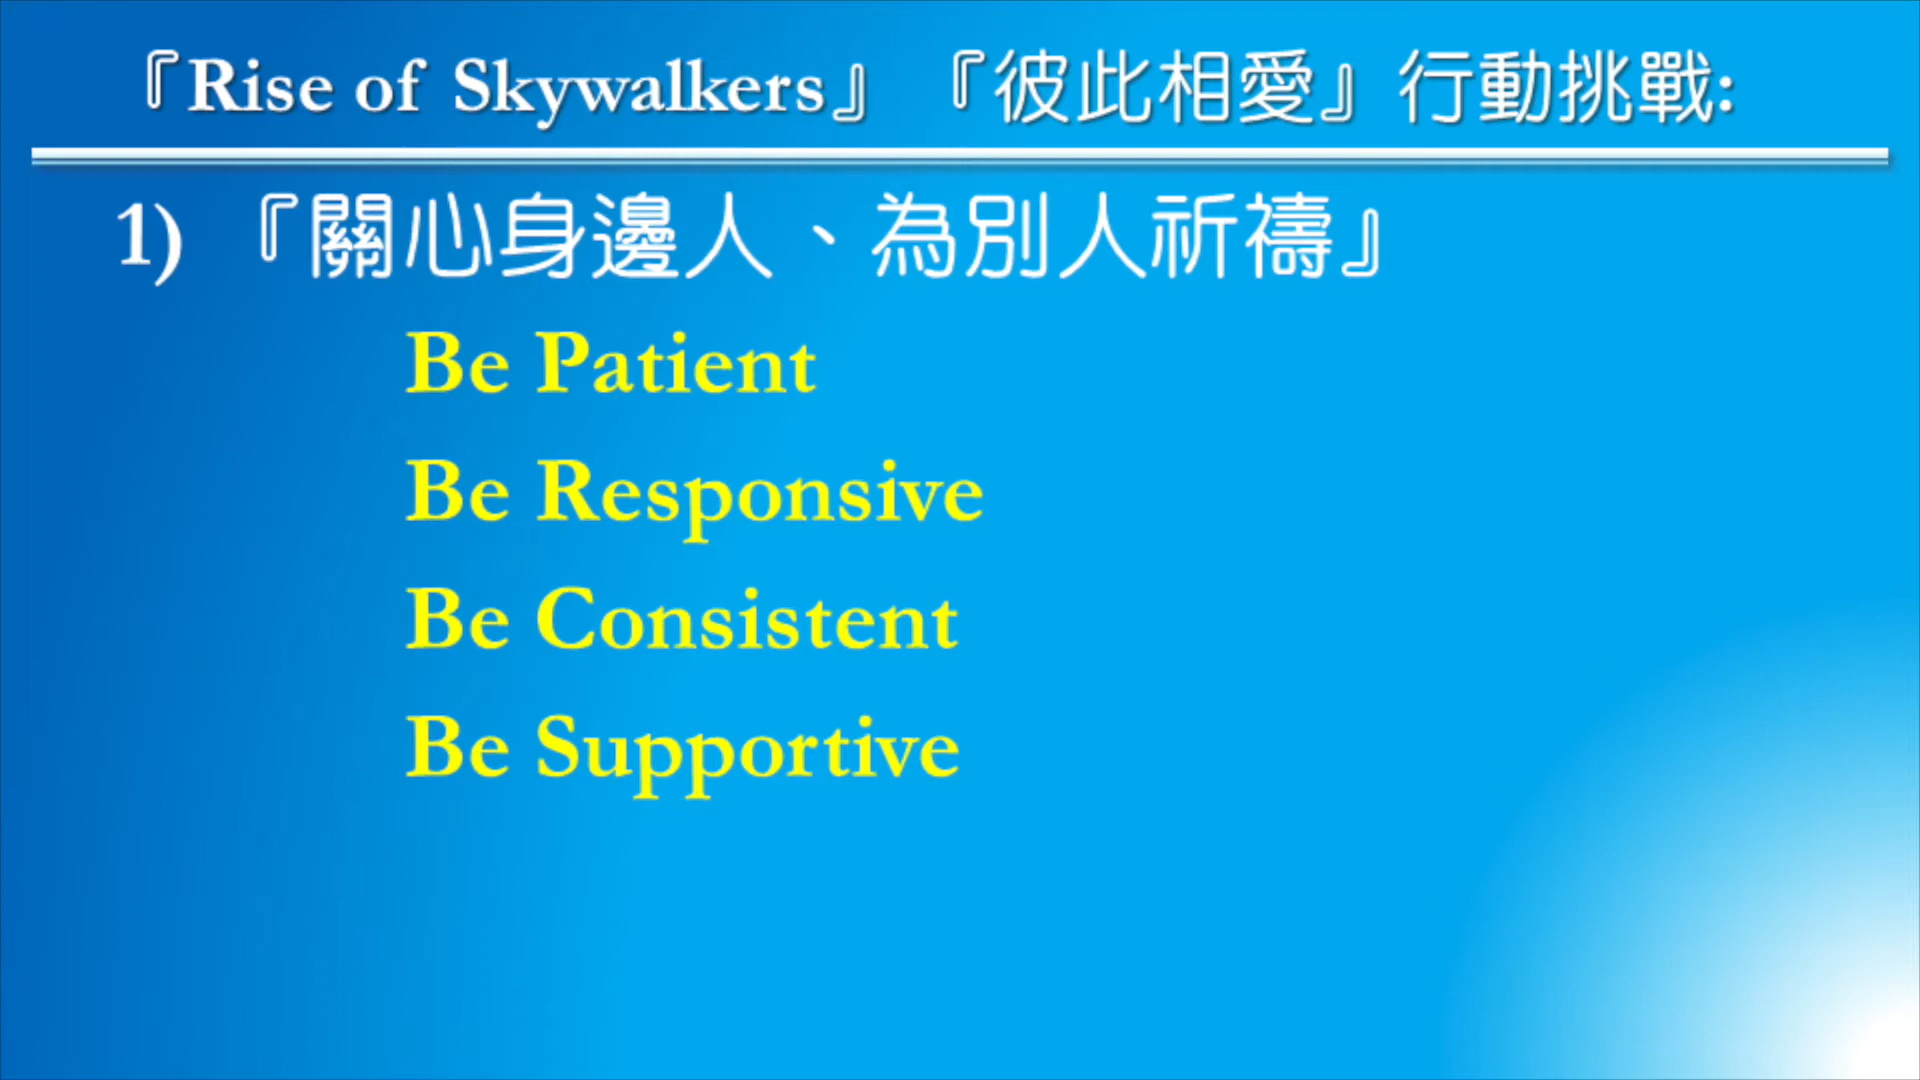 『Rise of Skywalkers』『彼此相愛』行動挑戰:
1) 『關心身邊人、為別人祈禱』
Be Patient
Be Responsive
Be Consistent
Be Supportive